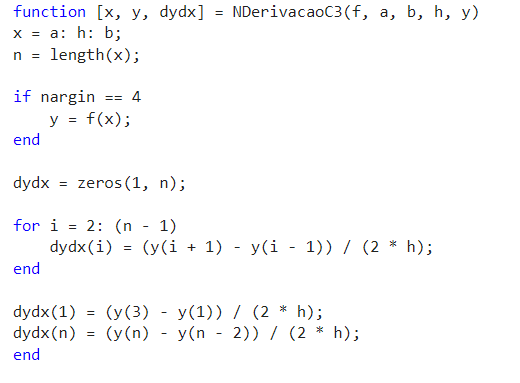 function [x, y, dydx] = NDerivacaoC3(f, a, b, h, y)
x = a: h: b;
n = length(x);
if nargin == 4
y = f(x);
end
dydx = zeros(1, n);
for i = 2: (n - 1)
dydx(i) = (y(i + 1) - y(i - 1)) / (2 * h);
end
dydx(1) = (y(3) - y(1)) / (2 * h);
dydx(n) = (y(n) - y(n - 2)) / (2 * h);
end